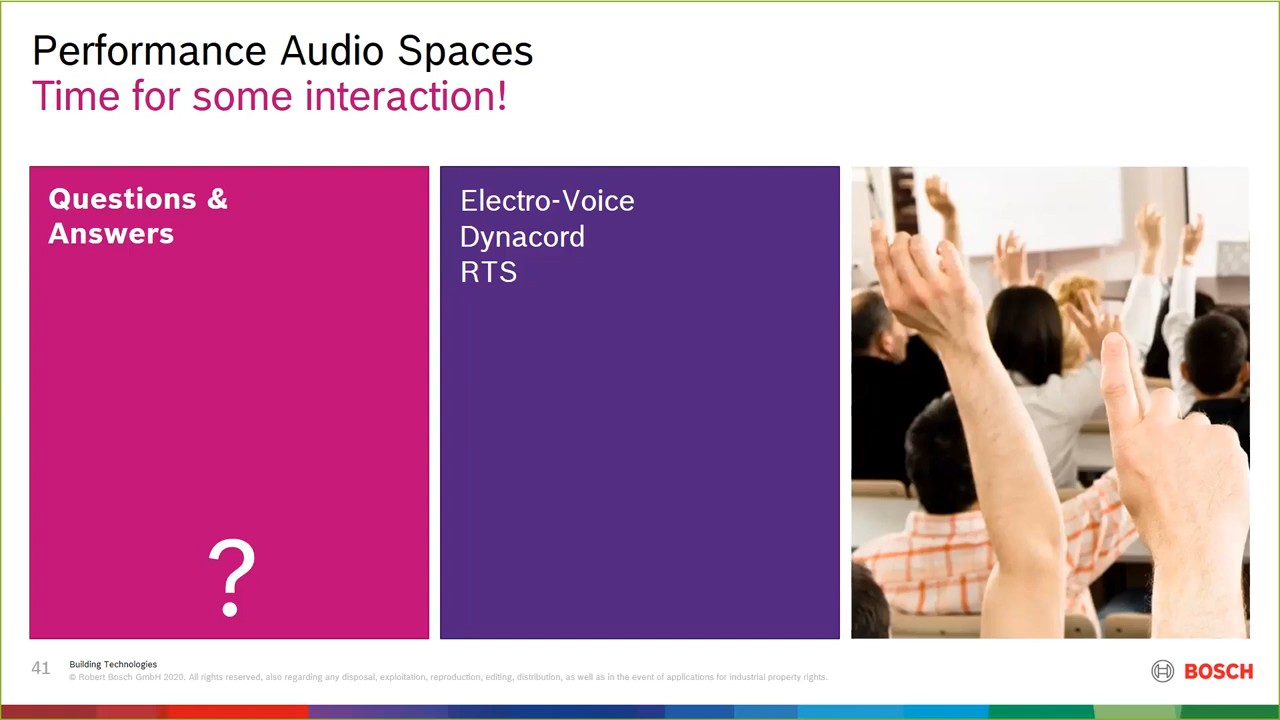 Performance Audio Spaces
Time for some interaction!
Questions &
Answers
?
Electro-Voice
Dynacord
RTS
41
Building Technologies
© Robert Bosch GmbH 2020. All rights reserved, also regarding any disposal, exploitation, reproduction, editing, distribution, as well as in the event of applications for industrial property rights.
BOSCH